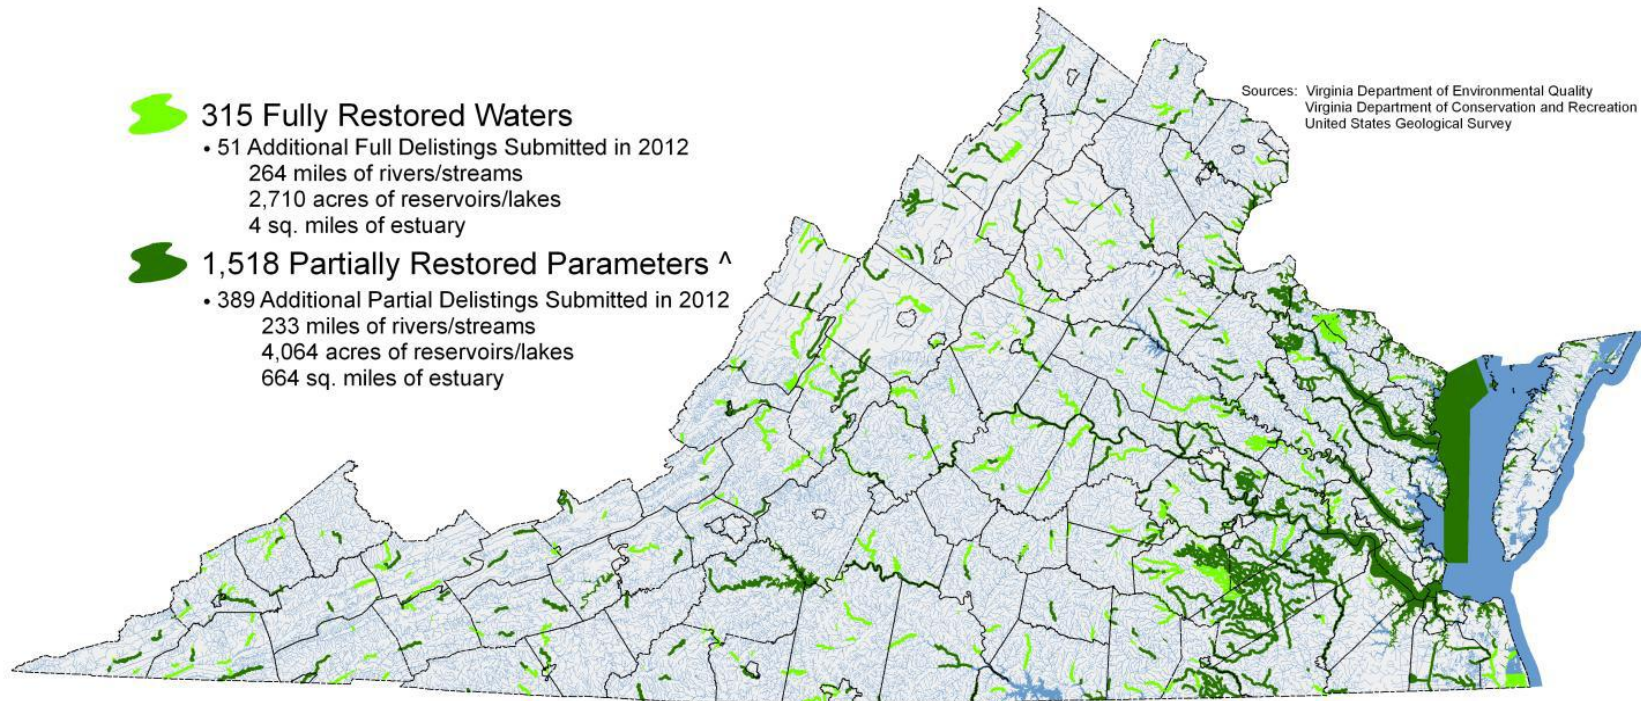 315 Fully Restored Waters
• 51 Additional Full Delistings Submitted in 2012
264 miles of rivers/streams
2,710 acres of reservoirs/lakes
4 sq. miles of estuary
1,518 Partially Restored Parameters ^
• 389 Additional Partial Delistings Submitted in 2012
233 miles of rivers/streams
4,064 acres of reservoirs/lakes
664 sq. miles of estuary
Sources: Virginia Department of Environmental Quality
Virginia Department of Conservation and Recreation
United States Geological Survey